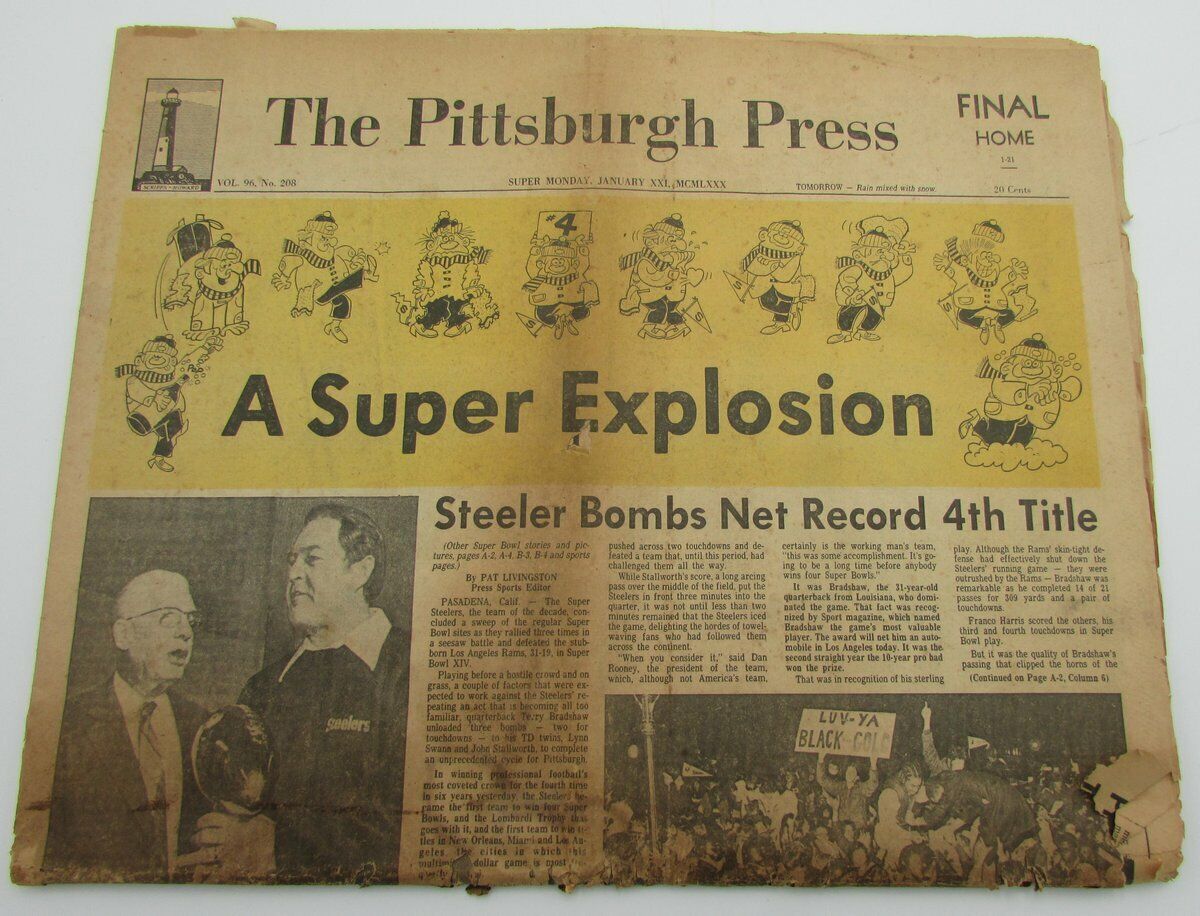 The Pittsburgh Press
FINAL
HOME
1-21
SCRIPPS-HOWARD
VOL. 96, No. 208
SUPER MONDAY, JANUARY XXI, MCMLXXX
TOMORROW — Rain mixed with snow.
20 Cents
#4
A Super Explosion
Steeler Bombs Net Record 4th Title
(Other Super Bowl stories and pic-
tures, pages A-2, A-4, B-3, B-4 and sports
pages.)
By PAT LIVINGSTON
Press Sports Editor
PASADENA, Calif. — The Super
Steelers, the team of the decade, con-
cluded a sweep of the regular Super
Bowl sites as they rallied three times in
a seesaw battle and defeated the stub-
born Los Angeles Rams, 31-19, in Super
Bowl XIV.
Playing before a hostile crowd and on
grass, a couple of factors that were ex-
pected to work against the Steelers' re-
peating an act that is becoming all too
familiar, quarterback Terry Bradshaw
unloaded three bombs — two for
touchdowns — to his TD twins, Lynn
Swann and John Stallworth, to complete
an unprecedented cycle for Pittsburgh.
In winning professional football's
most coveted crown for the fourth time
in six years yesterday, the Steelers be-
came the first team to win four Super
Bowls, and the Lombardi Trophy that
goes with it, and the first team to win ti-
tles in New Orleans, Miami and Los An-
geles, the cities in which this
dollar game is most
pushed across two touchdowns and de-
feated a team that, until this period, had
challenged them all the way.
While Stallworth's score, a long arcing
pass over the middle of the field, put the
Steelers in front three minutes into the
quarter, it was not until less than two
minutes remained that the Steelers iced
the game, delighting the hordes of towel-
waving fans who had followed them
across the continent.
"When you consider it," said Dan
Rooney, the president of the team,
which, although not America's team,
certainly is the working man's team,
"this was some accomplishment. It's go-
ing to be a long time before anybody
wins four Super Bowls."
It was Bradshaw, the 31-year-old
quarterback from Louisiana, who dom-
nated the game. That fact was recog-
nized by Sport magazine, which named
Bradshaw the game's most valuable
player. The award will net him an auto-
mobile in Los Angeles today. It was the
second straight year the 10-year pro had
won the prize.
That was in recognition of his sterling
play. Although the Rams' skin-tight de-
fense had effectively shut down the
Steelers' running game — they were
outrushed by the Rams — Bradshaw was
remarkable as he completed 14 of 21
passes for 309 yards and a pair of
touchdowns.
Franco Harris scored the others, his
third and fourth touchdowns in Super
Bowl play.
But it was the quality of Bradshaw's
passing that clipped the horns of the
(Continued on Page A-2, Column 6)
steelers
LUV-YA
BLACK-GOLD